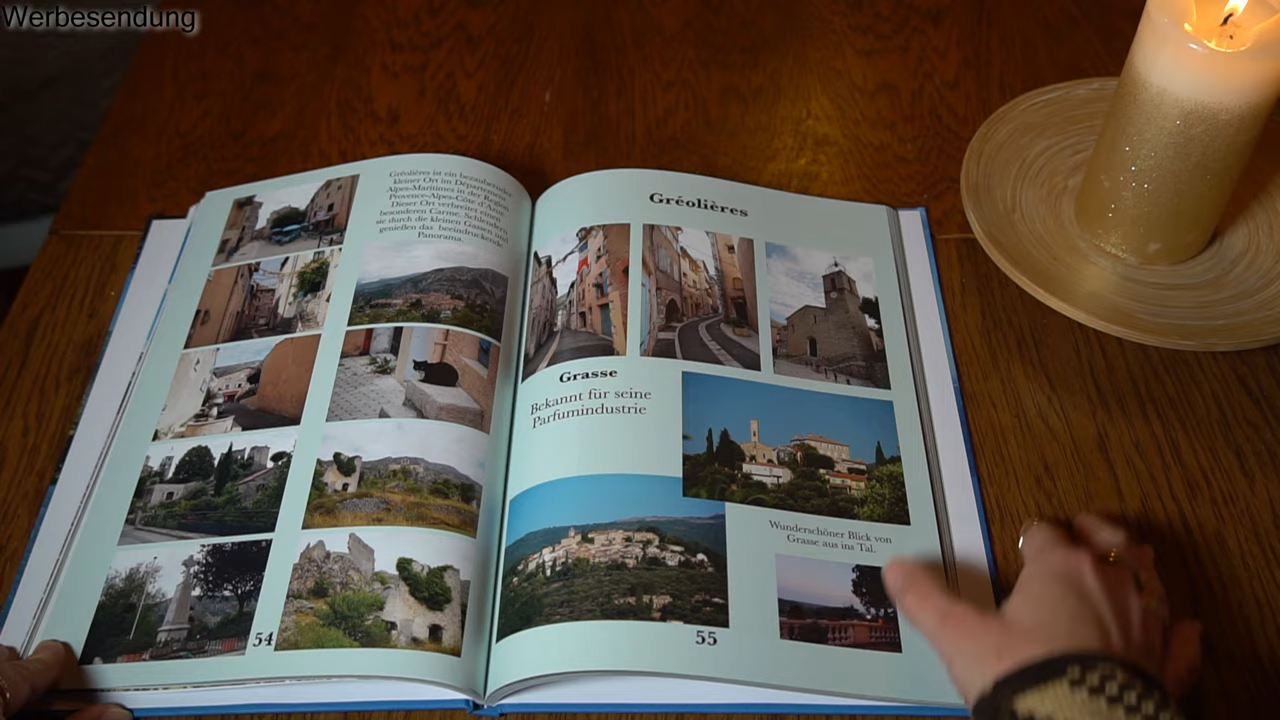 Werbesendung
Gréolières ist ein bezaubernder
kleiner Ort im Département
Alpes-Maritimes in der Region
Provence-Alpes-Côte d'Azur.
Dieser Ort verbreitet einen
besonderen Carme. Schlendern
sie durch die kleinen Gassen und
genießen das beeindruckende
Panorama.
54
Gréolières
Grasse
Bekannt für seine
Parfumindustrie
Wunderschöner Blick von
Grasse aus ins Tal.
55